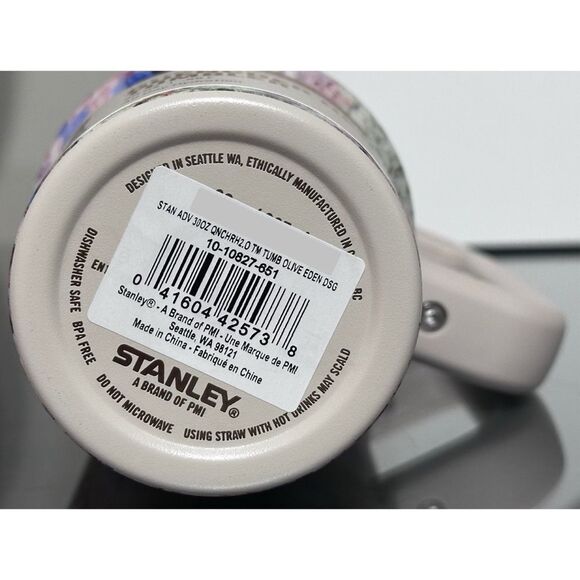 DESIGNED IN SEATTLE WA, ETHICALLY MANUFACTURED IN
STAN ADV 30OZ QNCHRH2.O TM TUMB OLIVE EDEN DSG
10-10827-651
0 41604 42573 8
Stanley® - A Brand of PMI - Une Marque de PMI
Seattle, WA 98121
Made in China - Fabriqué en Chine
STANLEY®
A BRAND OF PMI
DISHWASHER SAFE BPA FREE
DO NOT MICROWAVE USING STRAW WITH HOT DRINKS MAY SCALD